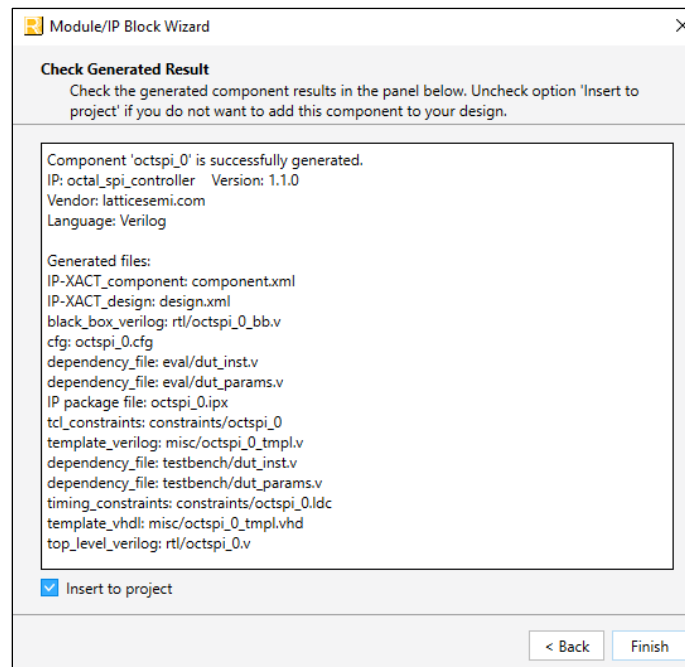 Module/IP Block Wizard
Check Generated Result
Check the generated component results in the panel below. Uncheck option 'Insert to
project' if you do not want to add this component to your design.
Component 'octspi_0' is successfully generated.
IP: octal_spi_controller    Version: 1.1.0
Vendor: latticesemi.com
Language: Verilog
Generated files:
IP-XACT_component: component.xml
IP-XACT_design: design.xml
black_box_verilog: rtl/octspi_0_bb.v
cfg: octspi_0.cfg
dependency_file: eval/dut_inst.v
dependency_file: eval/dut_params.v
IP package file: octspi_0.ipx
tcl_constraints: constraints/octspi_0
template_verilog: misc/octspi_0_tmpl.v
dependency_file: testbench/dut_inst.v
dependency_file: testbench/dut_params.v
timing_constraints: constraints/octspi_0.ldc
template_vhdl: misc/octspi_0_tmpl.vhd
top_level_verilog: rtl/octspi_0.v
Insert to project
< Back
Finish